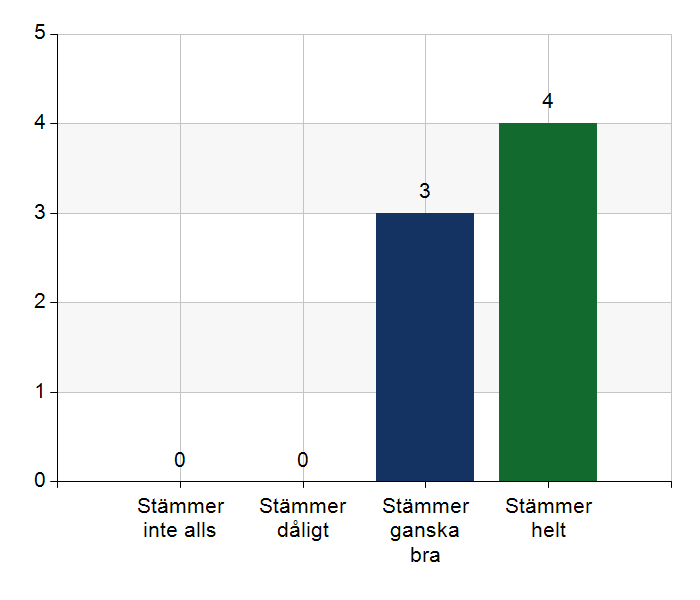 5
4
4
3
3
2
1
0
0
0
Stämmer
inte alls
Stämmer
dåligt
Stämmer
ganska
bra
Stämmer
helt